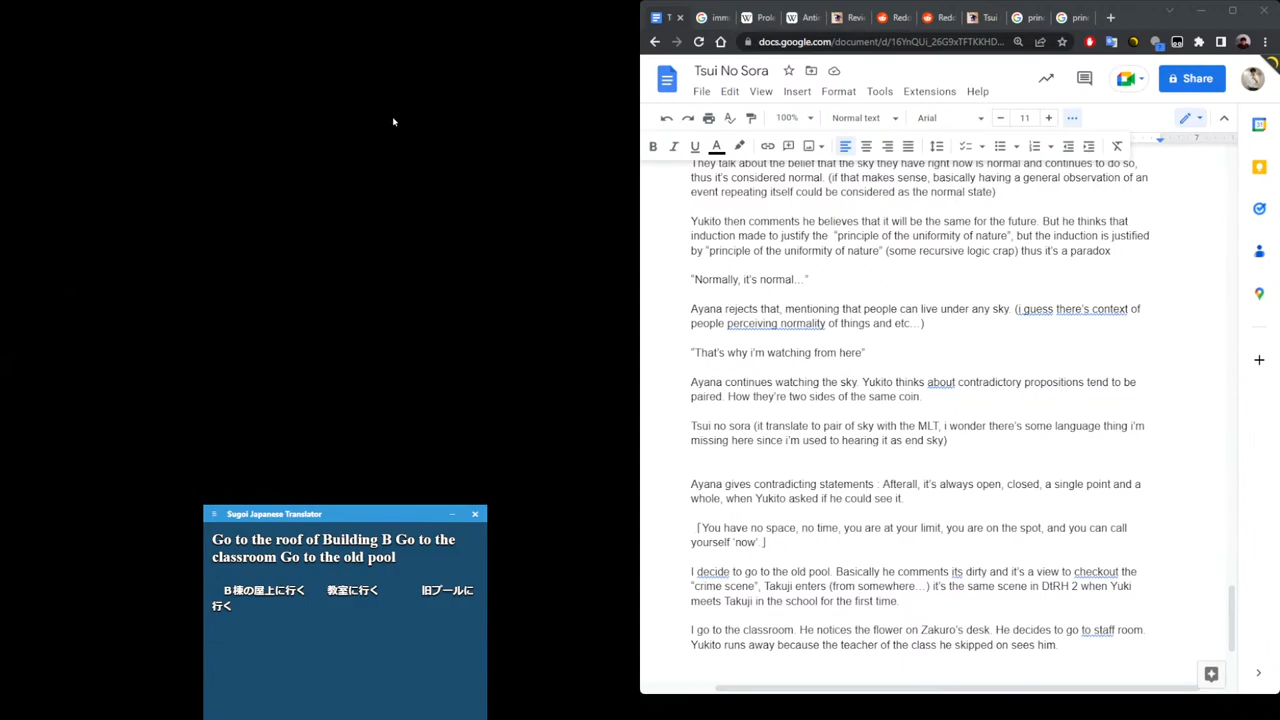 T
imm
Prol
Anti
Revi
Redd
Redd
Tsui
princ
princ
docs.google.com/document/d/16YnQUi_26G9xTFTKKHD...
Tsui No Sora
Share
File Edit View Insert Format Tools Extensions Help
100% Normal text Arial 11
7
They talk about the belief that the sky they have right now is normal and continues to do so,
thus it's considered normal. (if that makes sense, basically having a general observation of an
event repeating itself could be considered as the normal state)
Yukito then comments he believes that it will be the same for the future. But he thinks that
induction made to justify the "principle of the uniformity of nature", but the induction is justified
by "principle of the uniformity of nature" (some recursive logic crap) thus it's a paradox
"Normally, it's normal…"
Ayana rejects that, mentioning that people can live under any sky. (i guess there's context of
people perceiving normality of things and etc…)
"That's why i'm watching from here"
Ayana continues watching the sky. Yukito thinks about contradictory propositions tend to be
paired. How they're two sides of the same coin.
Tsui no sora (it translate to pair of sky with the MLT, i wonder there's some language thing i'm
missing here since i'm used to hearing it as end sky)
Ayana gives contradicting statements : Afterall, it's always open, closed, a single point and a
whole, when Yukito asked if he could see it.
「You have no space, no time, you are at your limit, you are on the spot, and you can call
yourself 'now'.」
I decide to go to the old pool. Basically he comments its dirty and it's a view to checkout the
"crime scene", Takuji enters (from somewhere…) it's the same scene in DtRH 2 when Yuki
meets Takuji in the school for the first time.
I go to the classroom. He notices the flower on Zakuro's desk. He decides to go to staff room.
Yukito runs away because the teacher of the class he skipped on sees him.
Sugoi Japanese Translator
Go to the roof of Building B Go to the
classroom Go to the old pool
Ｂ棟の屋上に行く 教室に行く 旧プールに
行く